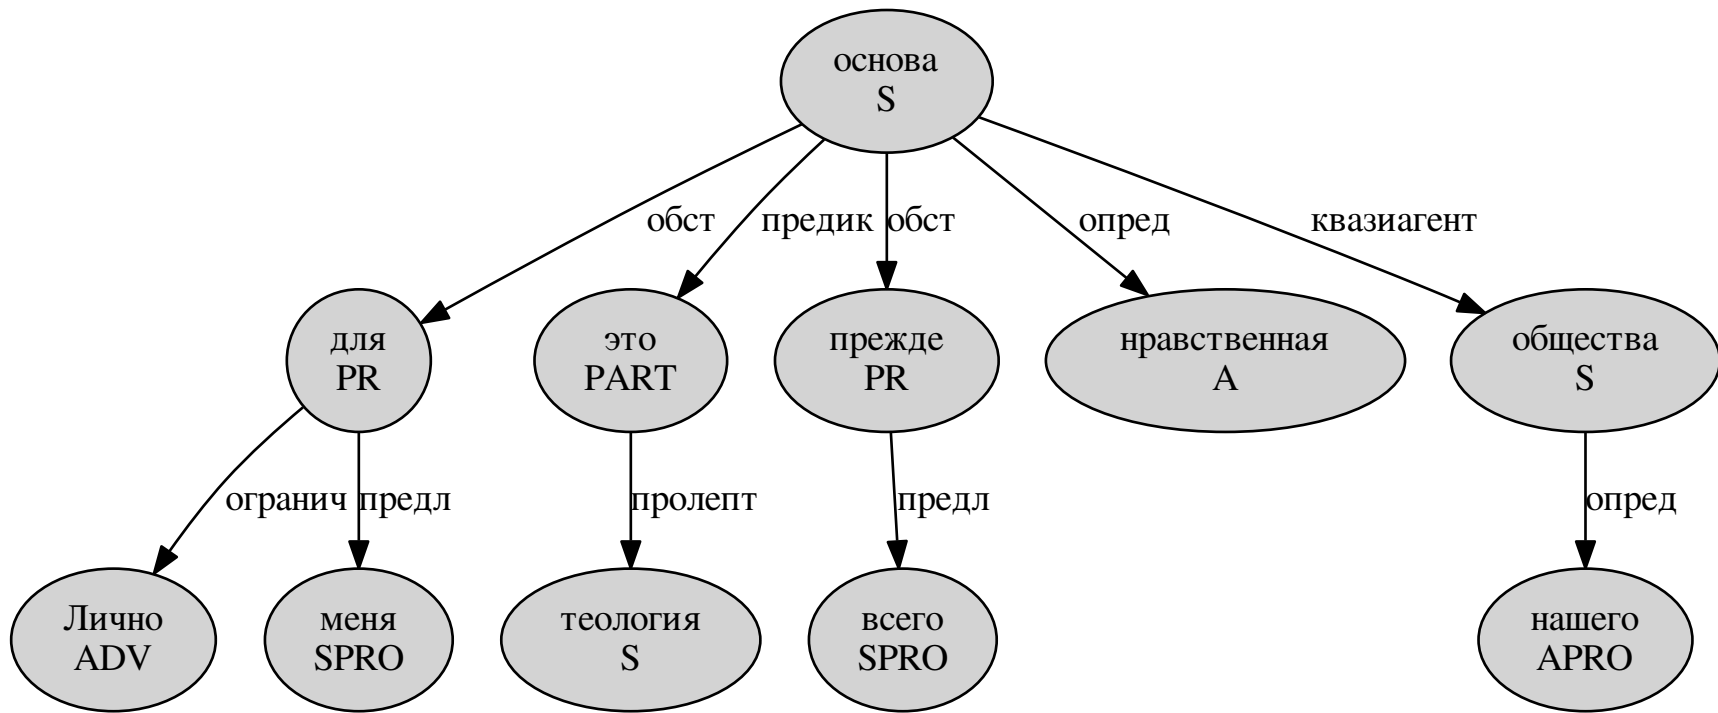 основа
S
обст
предик
обст
опред
квазиагент
для
PR
это
PART
прежде
PR
нравственная
A
общества
S
огранич
предл
пролепт
предл
опред
Лично
ADV
меня
SPRO
теология
S
всего
SPRO
нашего
APRO